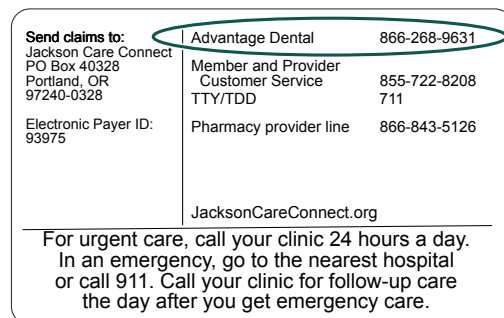 Send claims to:
Jackson Care Connect
PO Box 40328
Portland, OR
97240-0328
Electronic Payer ID:
93975
Advantage Dental 866-268-9631
Member and Provider
Customer Service 855-722-8208
TTY/TDD 711
Pharmacy provider line 866-843-5126
JacksonCareConnect.org
For urgent care, call your clinic 24 hours a day.
In an emergency, go to the nearest hospital
or call 911. Call your clinic for follow-up care
the day after you get emergency care.